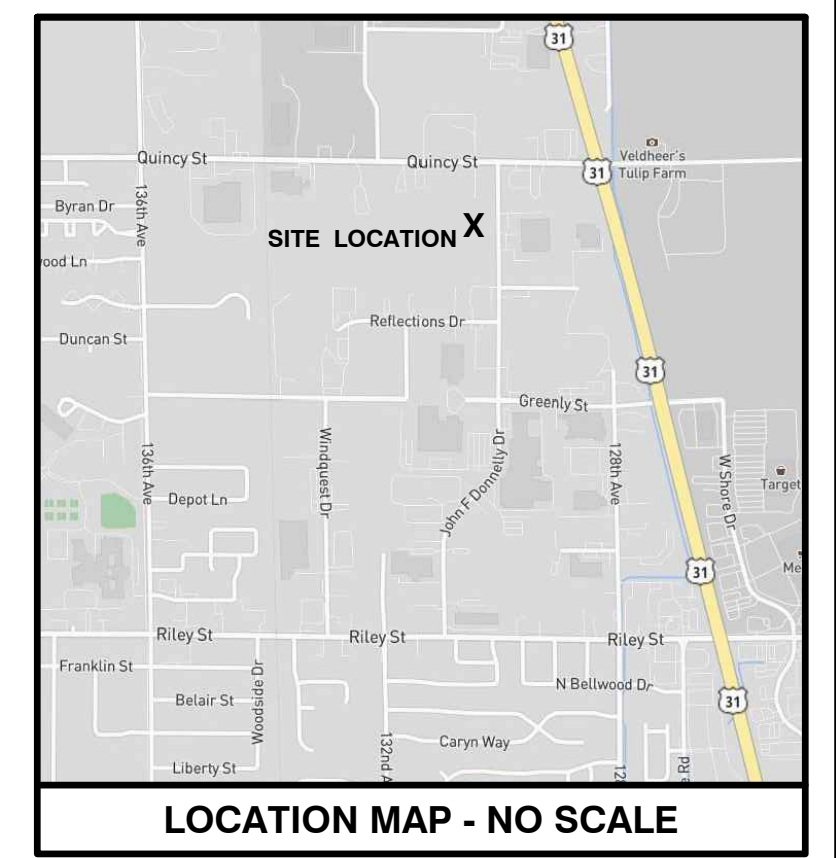 31
Quincy St
Quincy St
31
Veldheer's
Tulip Farm
136th Ave
Byran Dr
SITE LOCATION X
ood Ln
Reflections Dr
Duncan St
31
Greenly St
136th Ave
Windquest Dr
John F Donnelly Dr
128th Ave
W Shore Dr
Target
Depot Ln
31
Me
Riley St
Riley St
Riley St
Franklin St
Woodside Dr
N Bellwood Dr
Belair St
31
132nd A
Caryn Way
Liberty St
128
Rd
LOCATION MAP - NO SCALE